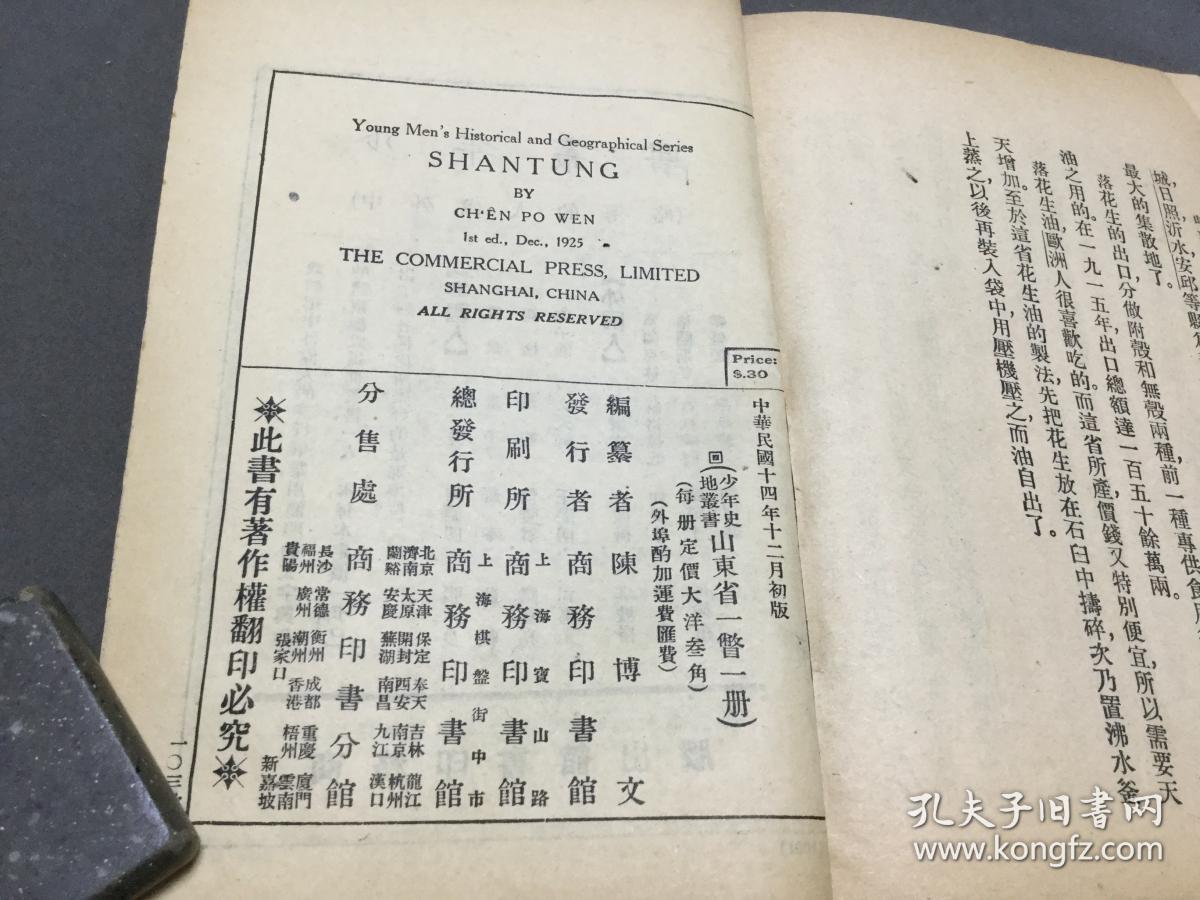 Young Men's Historical and Geographical Series
SHANTUNG
BY
CH'ÊN PO WEN
1st ed., Dec., 1925
THE COMMERCIAL PRESS, LIMITED
SHANGHAI, CHINA
ALL RIGHTS RESERVED
Price:
$.30
中華民國十四年十二月初版
(少年史地叢書)山東省一瞥一册)
(每册定價大洋叁角)
(外埠酌加運費匯費)
編纂者 陳博文
發行者 商務印書館
上海寶山路
印刷所 商務印書館
上海棋盤街中市
總發行所 商務印書館
北京 天津 保定 奉天 吉林 龍江
濟南 太原 開封 西安 南京 杭州
蘭谿 安慶 蕪湖 南昌 九江 漢口
分售處 商務印書分館
長沙 常德 衡州 成都 重慶 廈門
福州 廣州 潮州 香港 梧州 雲南
貴陽 張家口 新嘉坡
此書有著作權翻印必究
城,日照,沂水,安邱等縣
最大的集散地了。
落花生的出口分做附殼和無殼兩種,前一種專供食
油之用的。在一九一五年,出口總額達一百五十餘萬兩。
落花生油,歐洲人很喜歡吃的。而這省所產,價錢又特別便宜,所以需要天
天增加。至於這省花生油的製法,先把花生放在石臼中擣碎,次乃置沸水釜
上蒸之,以後再裝入袋中,用壓機壓之,而油自出了。
孔夫子旧书网
www.kongfz.com